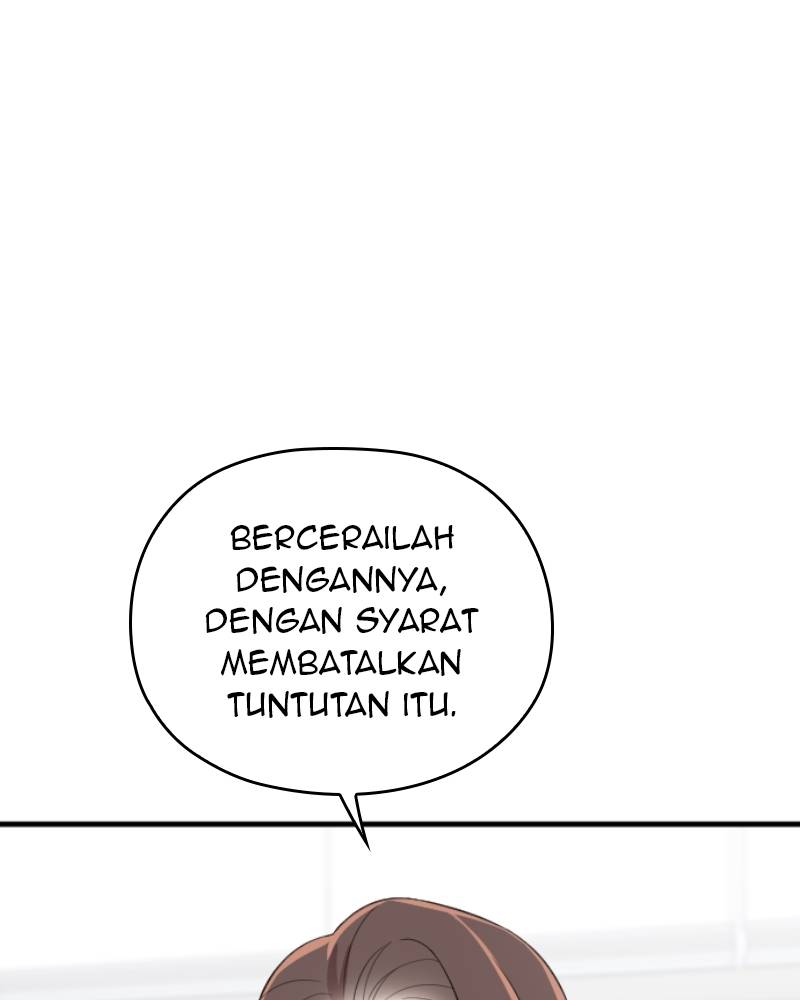 BERCERAILAH
DENGANNYA,
DENGAN SYARAT
MEMBATALKAN
TUNTUTAN ITU.